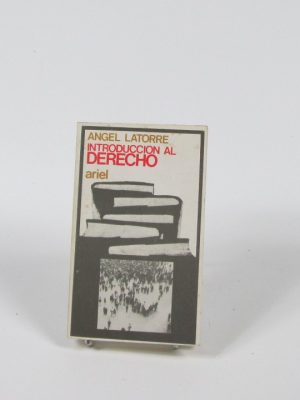 ANGEL LATORRE
INTRODUCCION AL
DERECHO
ariel